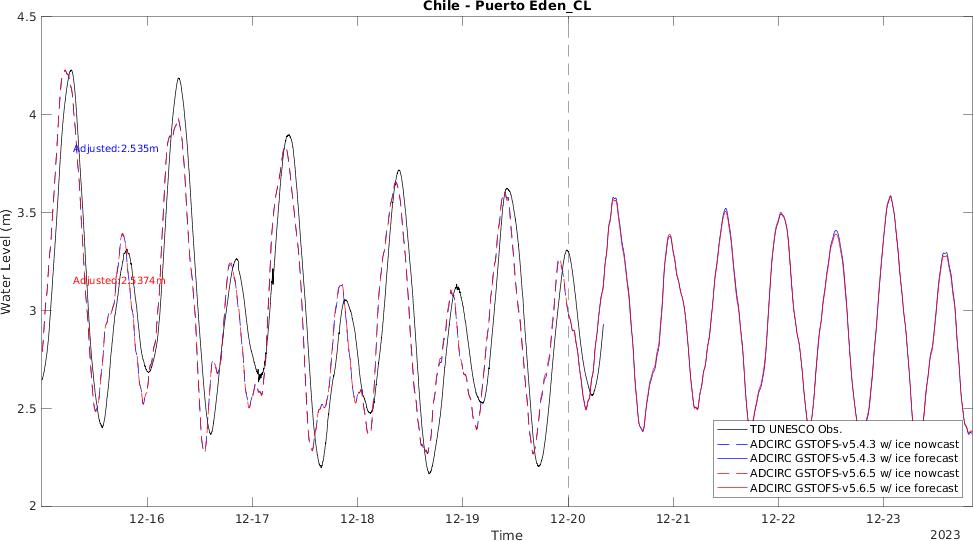 Chile - Puerto Eden_CL
4.5
4
3.5
3
2.5
2
Water Level (m)
Adjusted:2.535m
Adjusted:2.5374m
TD UNESCO Obs.
ADCIRC GSTOFS-v5.4.3 w/ ice nowcast
ADCIRC GSTOFS-v5.4.3 w/ ice forecast
ADCIRC GSTOFS-v5.6.5 w/ ice nowcast
ADCIRC GSTOFS-v5.6.5 w/ ice forecast
12-16 12-17 12-18 12-19 12-20 12-21 12-22 12-23
Time
2023